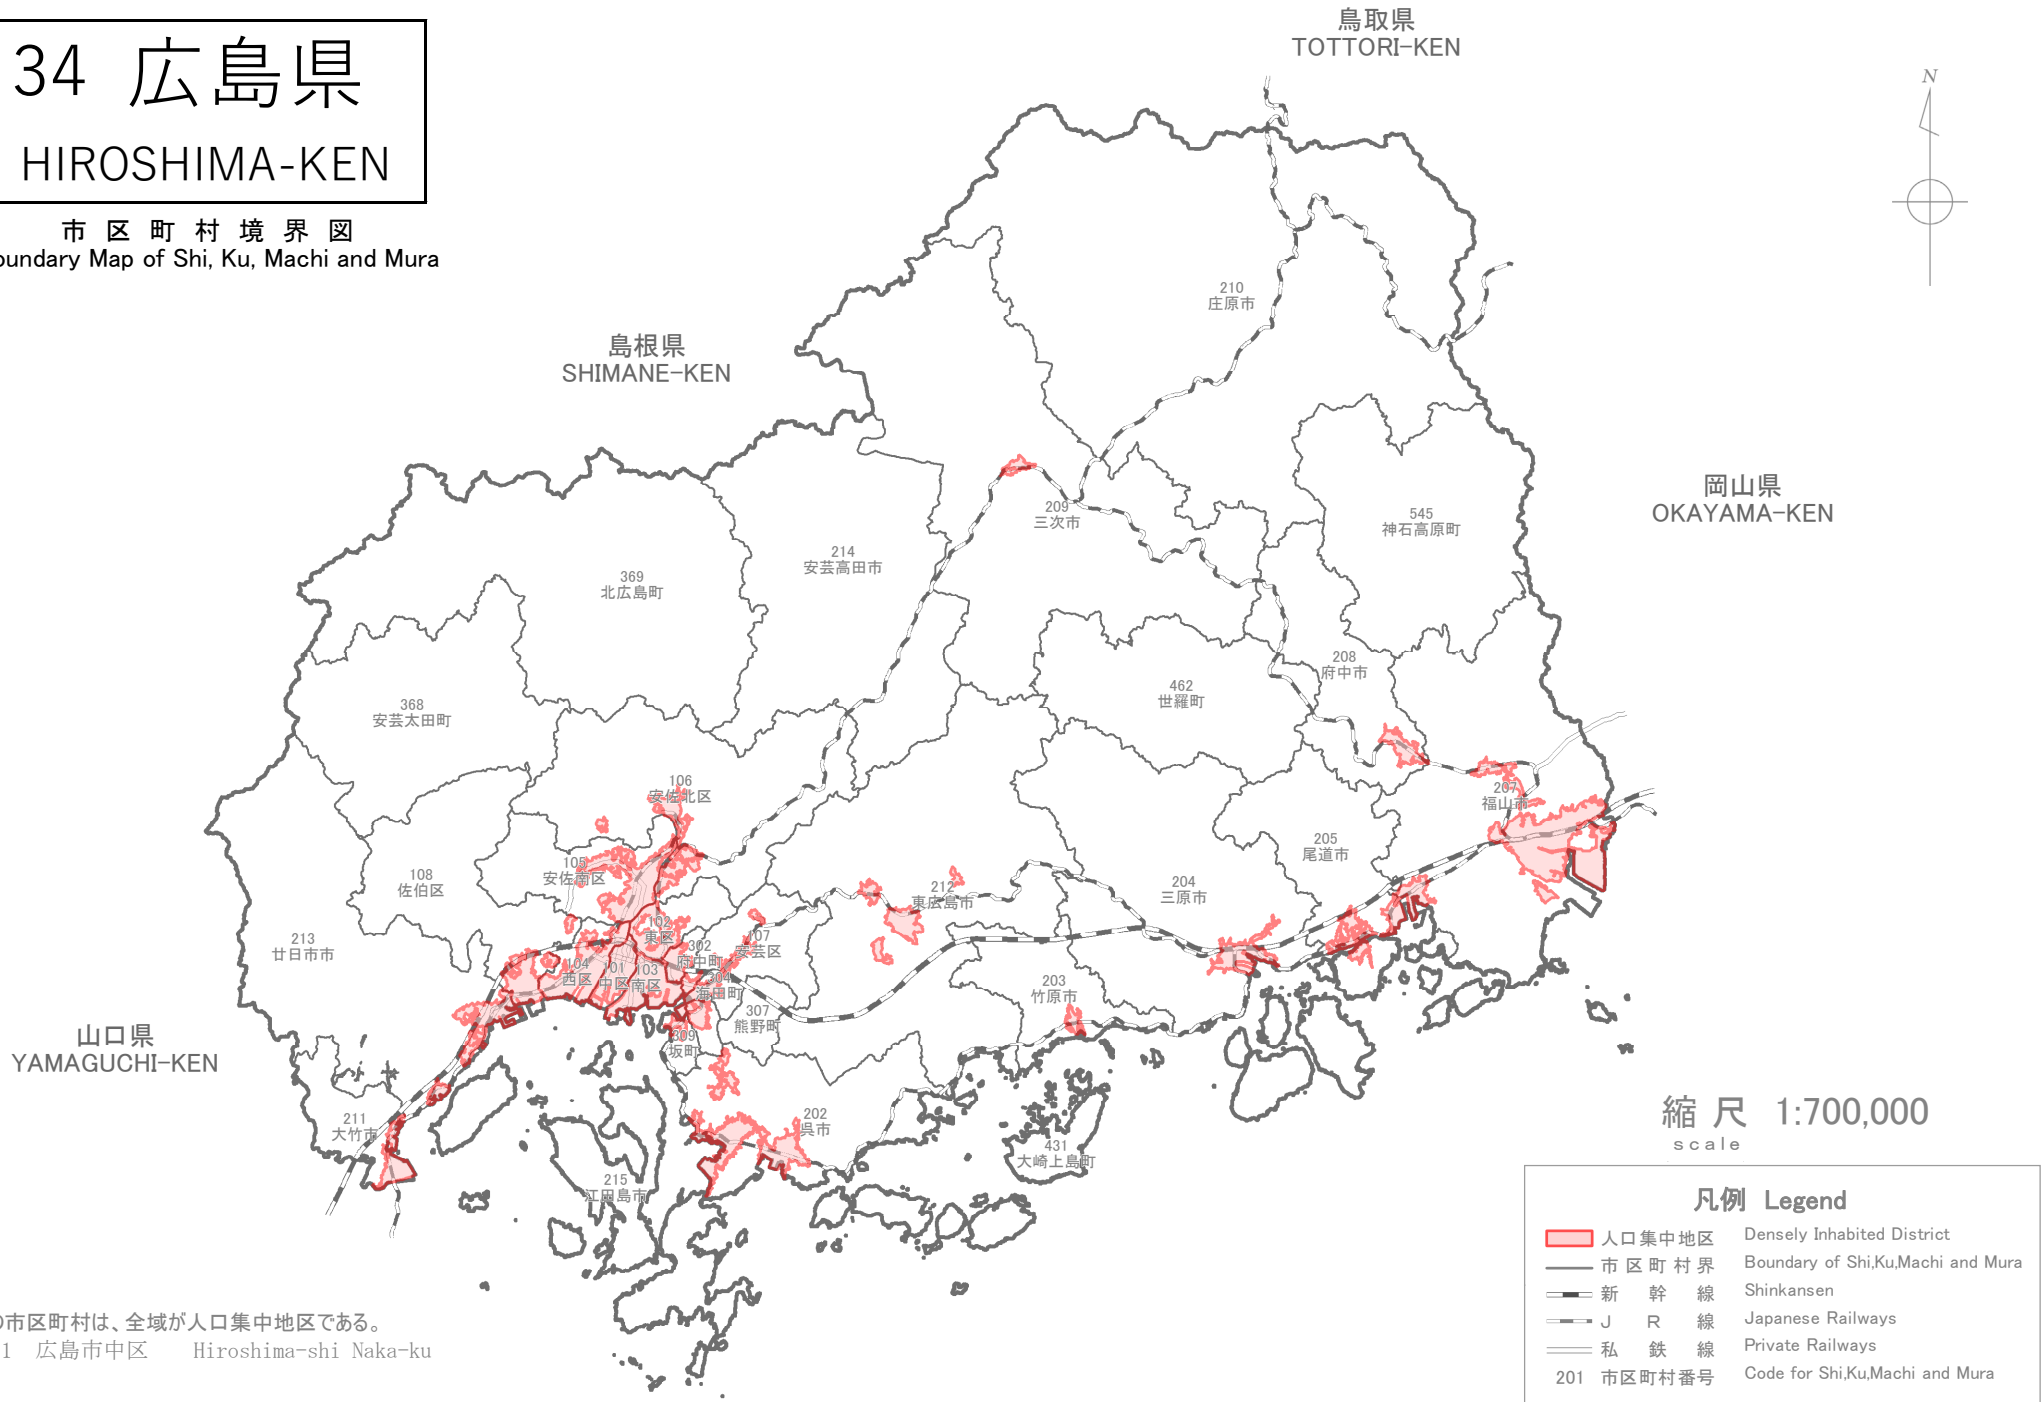 34 広島県
HIROSHIMA-KEN
市区町村境界図
oundary Map of Shi, Ku, Machi and Mura
鳥取県
TOTTORI-KEN
N
島根県
SHIMANE-KEN
岡山県
OKAYAMA-KEN
山口県
YAMAGUCHI-KEN
210
庄原市
209
三次市
545
神石高原町
214
安芸高田市
369
北広島町
208
府中市
462
世羅町
368
安芸太田町
106
安佐北区
207
福山市
205
尾道市
105
安佐南区
108
佐伯区
204
三原市
212
東広島市
213
廿日市市
102
東区
302
府中町
107
安芸区
104
西区
101
中区
103
南区
304
海田町
203
竹原市
307
熊野町
309
坂町
211
大竹市
202
呉市
431
大崎上島町
215
江田島市
縮尺 1:700,000
scale
凡例 Legend
人口集中地区 Densely Inhabited District
市区町村界 Boundary of Shi,Ku,Machi and Mura
新幹線 Shinkansen
JR線 Japanese Railways
私鉄線 Private Railways
201 市区町村番号 Code for Shi,Ku,Machi and Mura
の市区町村は、全域が人口集中地区である。
1 広島市中区 Hiroshima-shi Naka-ku